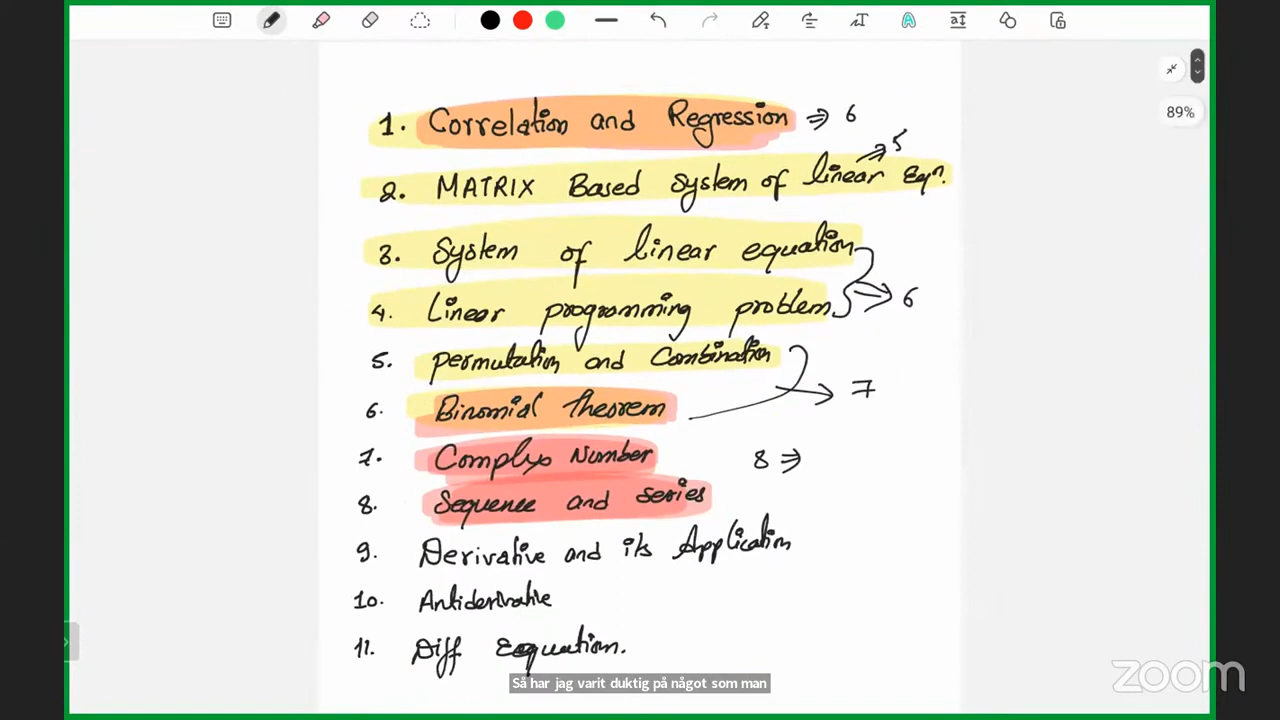 89%
1. Correlation and Regression ⇒ 6
2. MATRIX Based System of linear Eqn. ⇒ 5
3. System of linear equation
4. Linear programming problem ⇒ 6
5. Permutation and Combination
6. Binomial theorem → 7
7. Complex Number 8 ⇒
8. Sequence and series
9. Derivative and its Application
10. Antiderivative
11. Diff Eequation.
Så har jag varit duktig på något som man
zoom